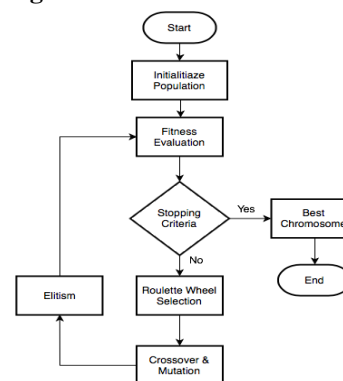 Start
Initialitiaze
Population
Fitness
Evaluation
Stopping
Criteria
Yes
Best
Chromosome
No
End
Elitism
Roulette Wheel
Selection
Crossover &
Mutation